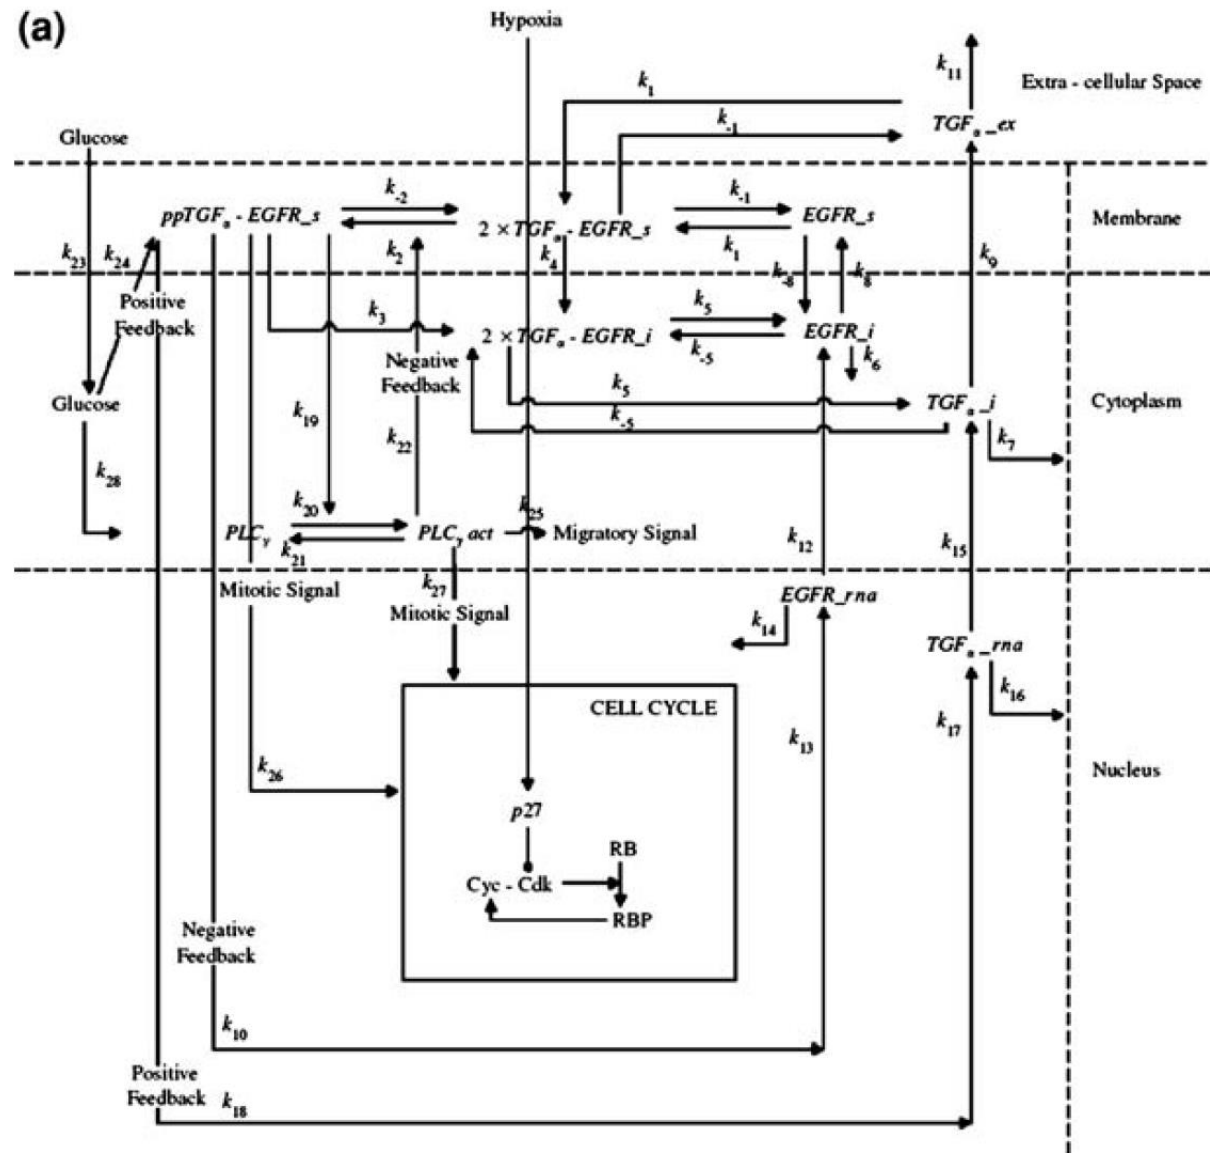 (a)
Hypoxia
k11
Extra - cellular Space
k1
k-1
TGFα_ex
Glucose
k-2
k-1
ppTGFα - EGFR_s
2 × TGFα - EGFR_s
EGFR_s
Membrane
k23
k24
k2
k4
k1
k-8
k8
k9
Positive
Feedback
k3
k5
2 × TGFα - EGFR_i
EGFR_i
k-5
k6
Negative
Feedback
Glucose
k19
k5
k-5
TGFα_i
Cytoplasm
k22
k7
k28
k20
k25
PLCγ
PLCγ act
Migratory Signal
k21
k12
k15
Mitotic Signal
k27
Mitotic Signal
EGFR_rna
k14
TGFα_rna
k16
CELL CYCLE
k17
k13
k26
Nucleus
p27
RB
Cyc - Cdk
RBP
Negative
Feedback
k10
Positive
Feedback
k18